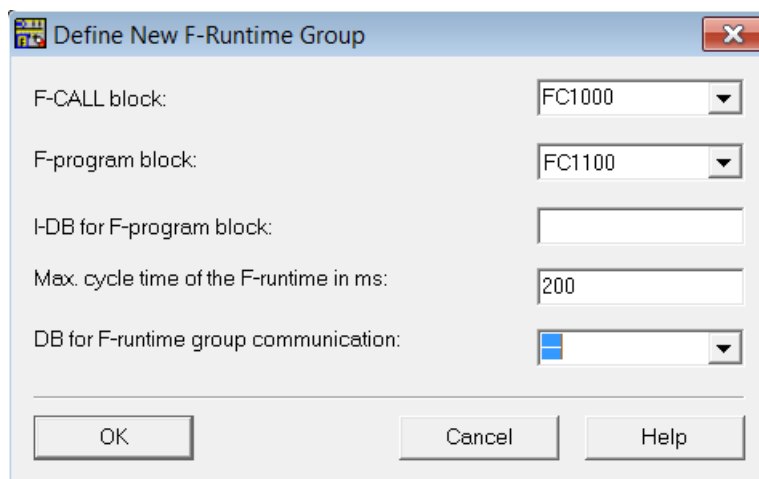 Define New F-Runtime Group
F-CALL block: FC1000
F-program block: FC1100
I-DB for F-program block:
Max. cycle time of the F-runtime in ms: 200
DB for F-runtime group communication: —
OK Cancel Help